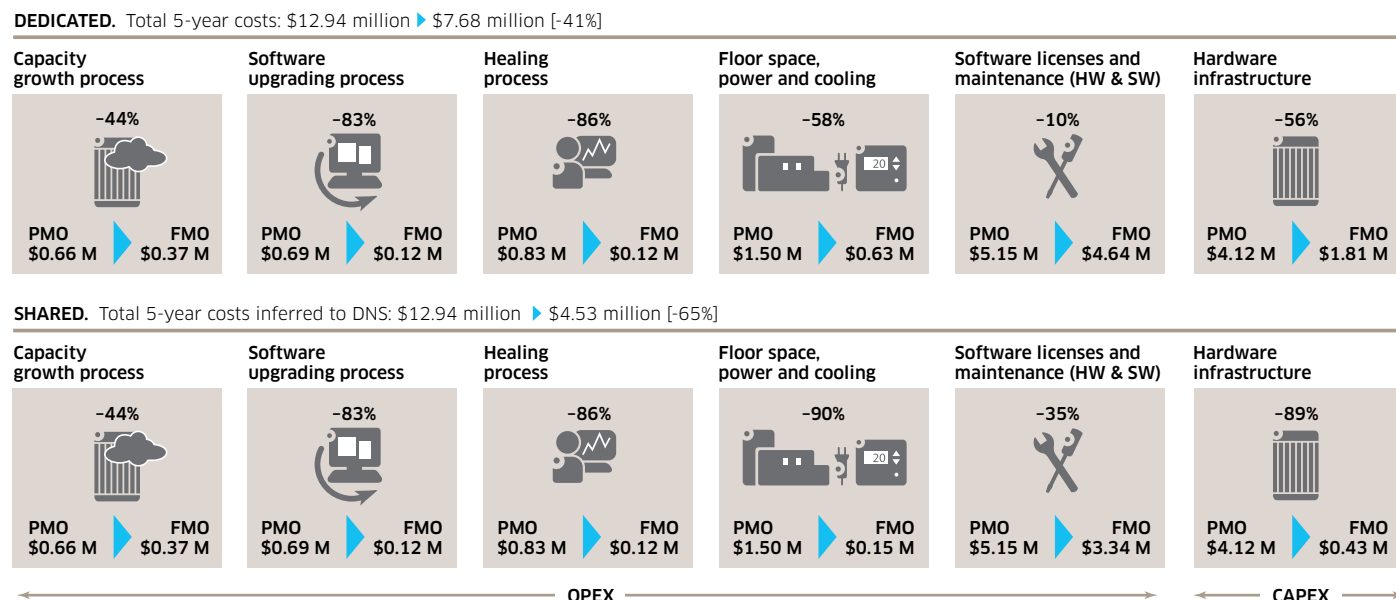 DEDICATED. Total 5-year costs: $12.94 million $7.68 million [-41%]
Capacity
growth process
-44%
PMO FMO
$0.66 M $0.37 M
Software
upgrading process
-83%
PMO FMO
$0.69 M $0.12 M
Healing
process
-86%
PMO FMO
$0.83 M $0.12 M
Floor space,
power and cooling
-58%
20
PMO FMO
$1.50 M $0.63 M
Software licenses and
maintenance (HW & SW)
-10%
PMO FMO
$5.15 M $4.64 M
Hardware
infrastructure
-56%
PMO FMO
$4.12 M $1.81 M
SHARED. Total 5-year costs inferred to DNS: $12.94 million $4.53 million [-65%]
Capacity
growth process
-44%
PMO FMO
$0.66 M $0.37 M
Software
upgrading process
-83%
PMO FMO
$0.69 M $0.12 M
Healing
process
-86%
PMO FMO
$0.83 M $0.12 M
Floor space,
power and cooling
-90%
20
PMO FMO
$1.50 M $0.15 M
Software licenses and
maintenance (HW & SW)
-35%
PMO FMO
$5.15 M $3.34 M
Hardware
infrastructure
-89%
PMO FMO
$4.12 M $0.43 M
OPEX CAPEX